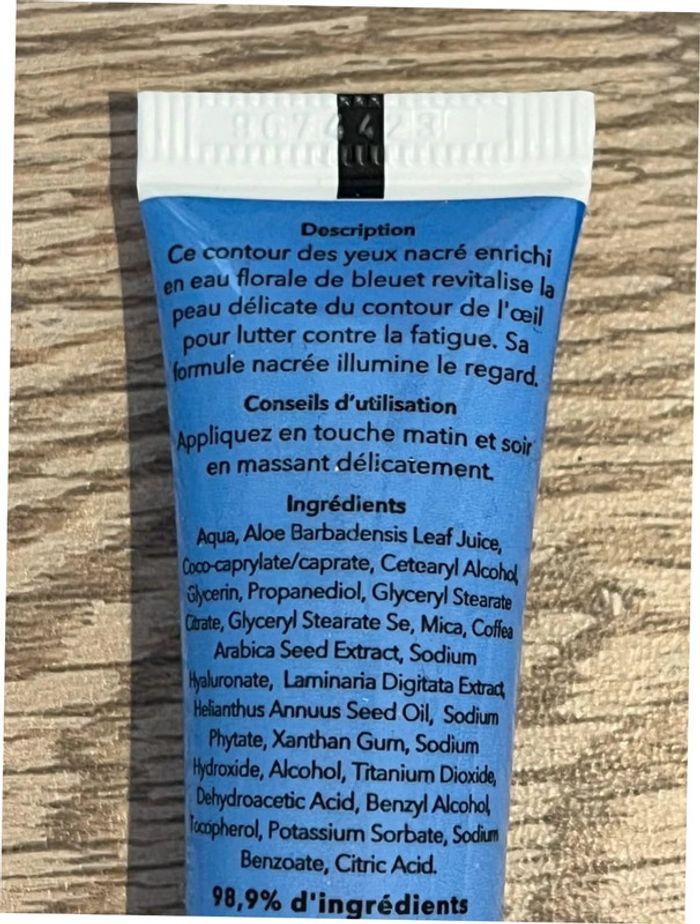 Description
Ce contour des yeux nacré enrichi
en eau florale de bleuet revitalise la
peau délicate du contour de l'œil
pour lutter contre la fatigue. Sa
formule nacrée illumine le regard.
Conseils d'utilisation
Appliquez en touche matin et soir
en massant délicatement.
Ingrédients
Aqua, Aloe Barbadensis Leaf Juice,
Coco-caprylate/caprate, Cetearyl Alcohol,
Glycerin, Propanediol, Glyceryl Stearate
Citrate, Glyceryl Stearate Se, Mica, Coffea
Arabica Seed Extract, Sodium
Hyaluronate, Laminaria Digitata Extract,
Helianthus Annuus Seed Oil, Sodium
Phytate, Xanthan Gum, Sodium
Hydroxide, Alcohol, Titanium Dioxide,
Dehydroacetic Acid, Benzyl Alcohol,
Tocopherol, Potassium Sorbate, Sodium
Benzoate, Citric Acid.
98,9% d'ingrédients